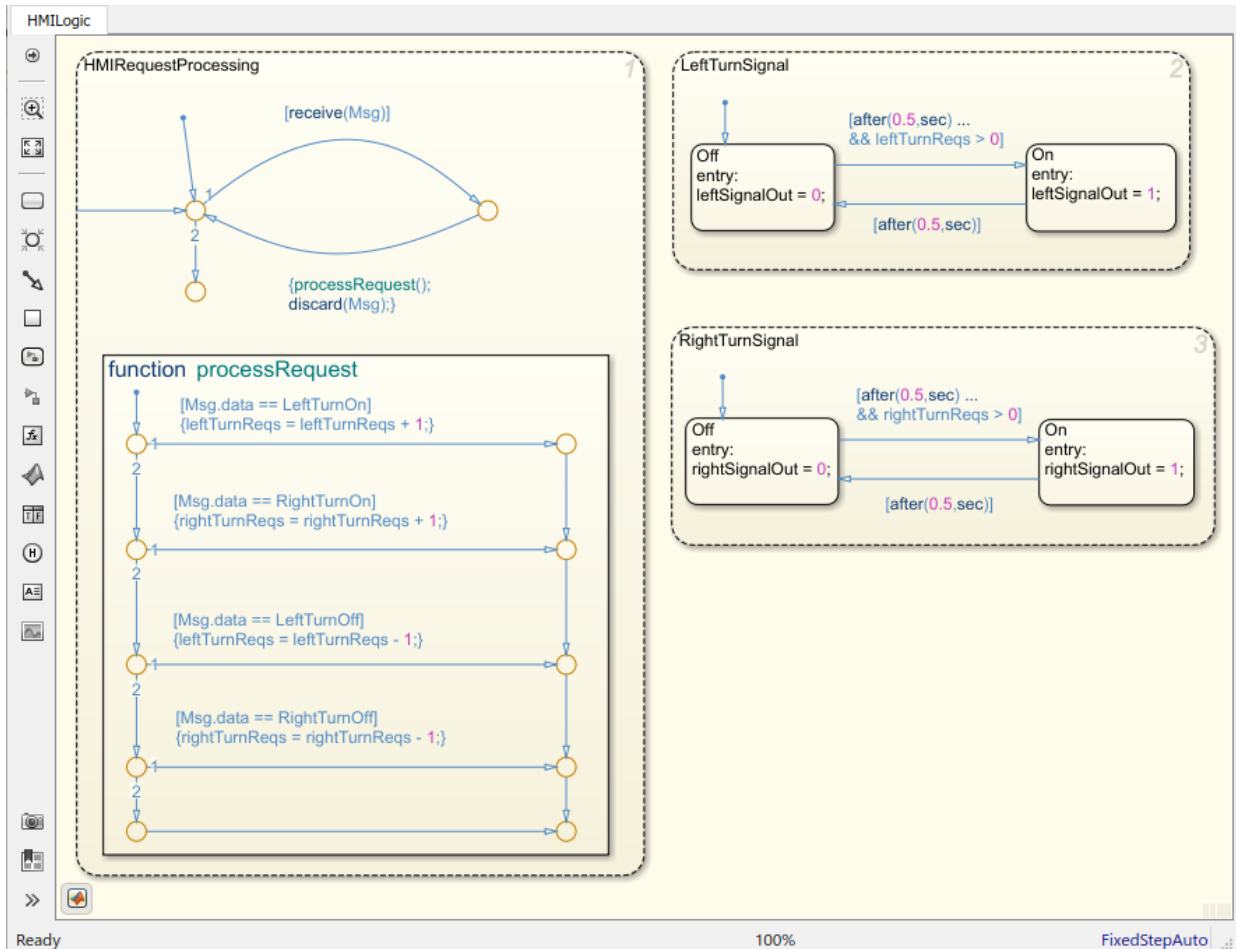 HMILogic
HMIRequestProcessing
1
[receive(Msg)]
1
2
{processRequest();
discard(Msg);}
function processRequest
[Msg.data == LeftTurnOn]
{leftTurnReqs = leftTurnReqs + 1;}
1
2
[Msg.data == RightTurnOn]
{rightTurnReqs = rightTurnReqs + 1;}
1
2
[Msg.data == LeftTurnOff]
{leftTurnReqs = leftTurnReqs - 1;}
1
2
[Msg.data == RightTurnOff]
{rightTurnReqs = rightTurnReqs - 1;}
1
2
LeftTurnSignal
2
[after(0.5,sec) ...
&& leftTurnReqs > 0]
Off
entry:
leftSignalOut = 0;
On
entry:
leftSignalOut = 1;
[after(0.5,sec)]
RightTurnSignal
3
[after(0.5,sec) ...
&& rightTurnReqs > 0]
Off
entry:
rightSignalOut = 0;
On
entry:
rightSignalOut = 1;
[after(0.5,sec)]
fx
T F
H
A
Ready
100%
FixedStepAuto